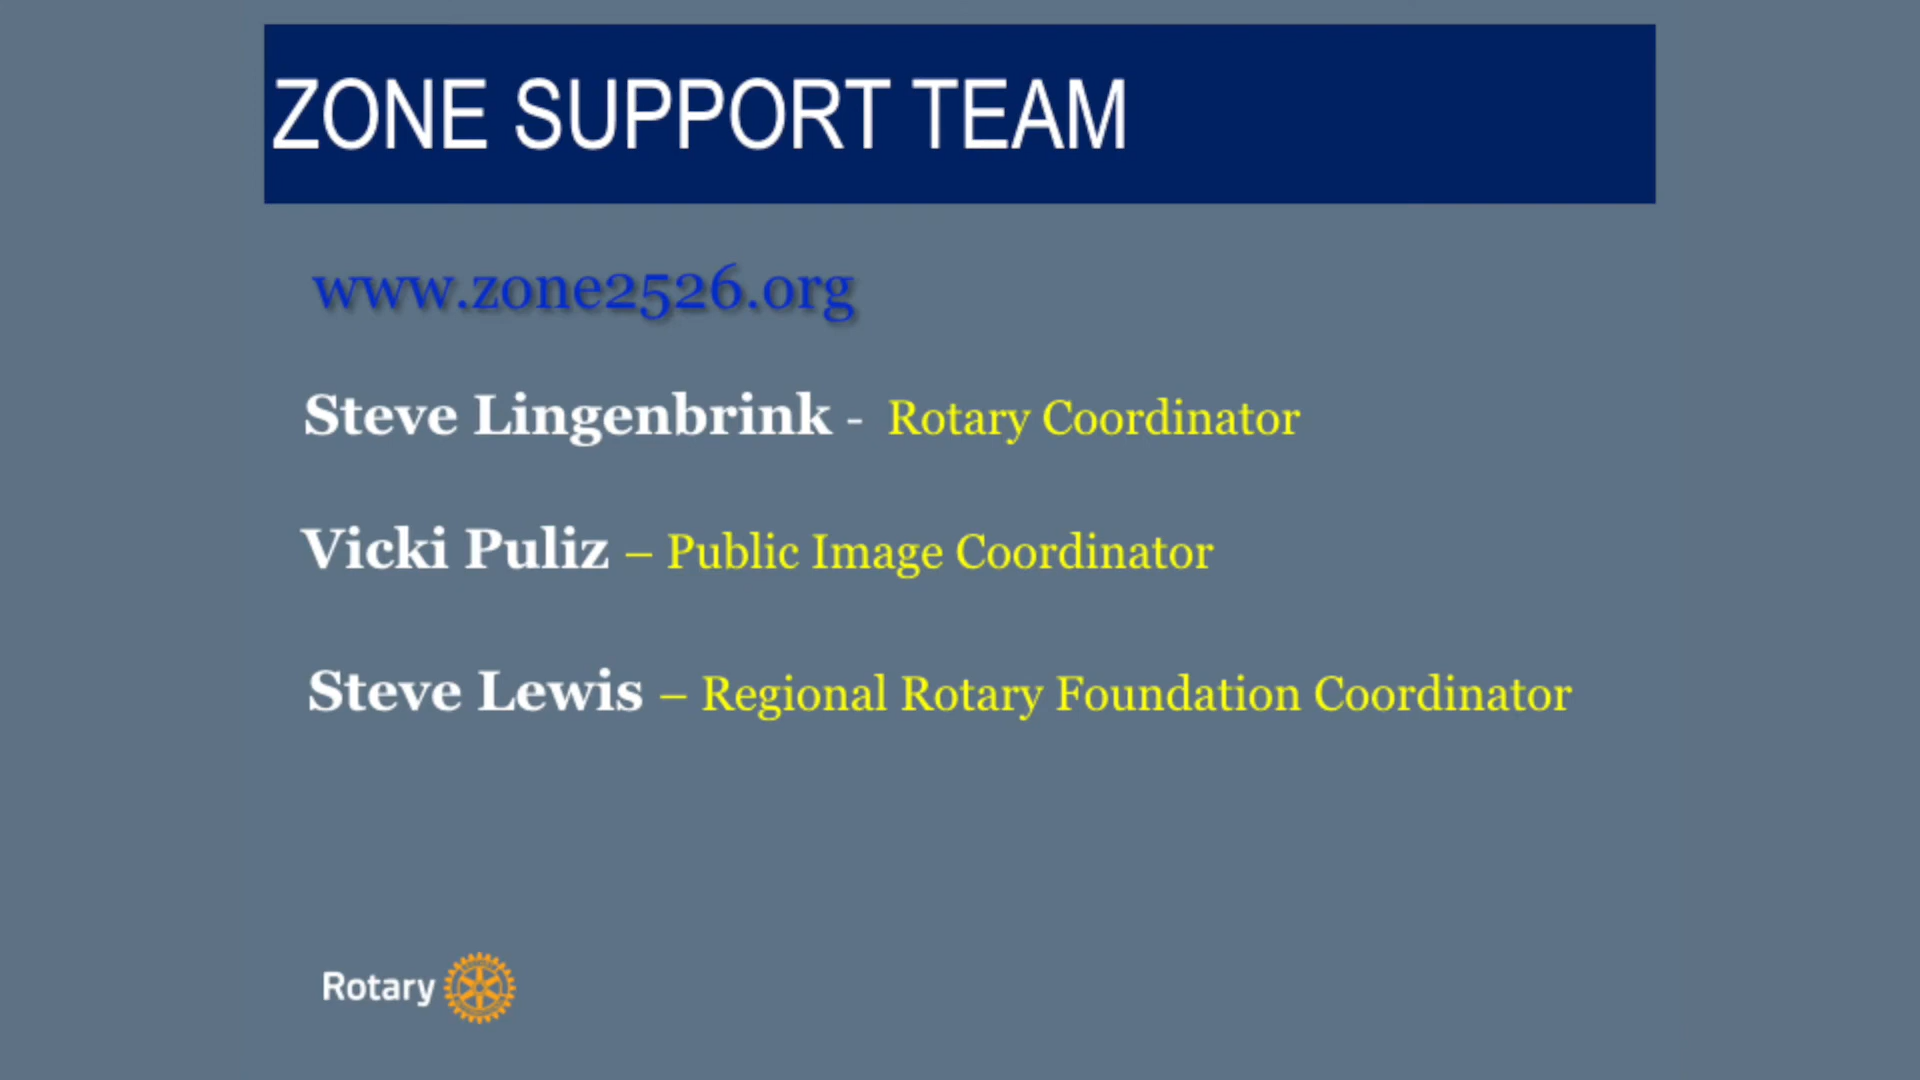 ZONE SUPPORT TEAM
www.zone2526.org
Steve Lingenbrink - Rotary Coordinator
Vicki Puliz – Public Image Coordinator
Steve Lewis – Regional Rotary Foundation Coordinator
Rotary